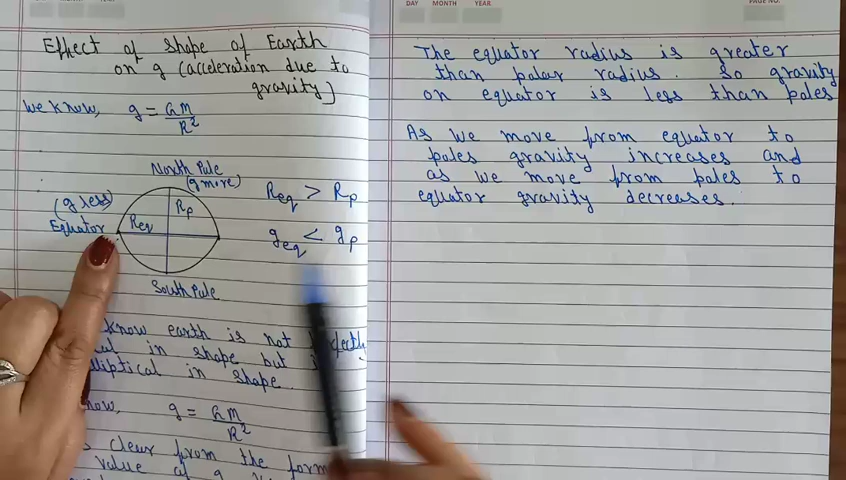 DAY MONTH YEAR
PAGE NO.
Effect of shape of Earth
on g (acceleration due to
gravity]
We know, g = GM
R²
North Pole
(g more)
(g less)
Equator
Req
Rp
Req > Rp
geq < gp
South Pole
know earth is not
in shape but
elliptical in shape
know, g = GM
R²
clear from the form
value of g
The equator radius is greater
than polar radius. So gravity
on equator is less than poles
As we move from equator to
poles gravity increases and
as we move from poles to
equator gravity decreases.